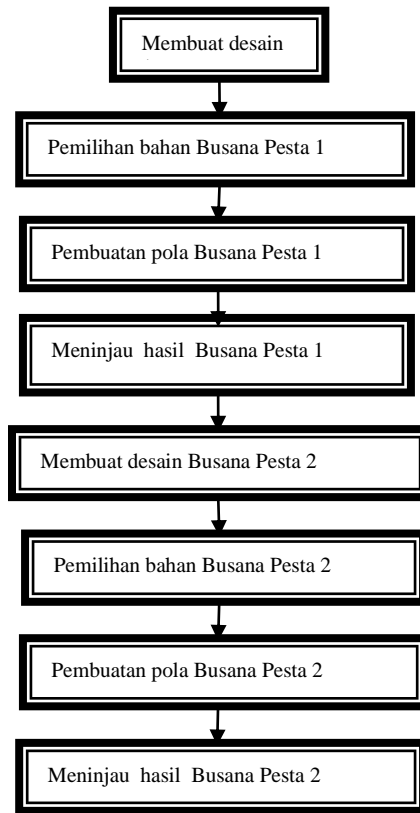 Membuat desain
Pemilihan bahan Busana Pesta 1
Pembuatan pola Busana Pesta 1
Meninjau hasil Busana Pesta 1
Membuat desain Busana Pesta 2
Pemilihan bahan Busana Pesta 2
Pembuatan pola Busana Pesta 2
Meninjau hasil Busana Pesta 2